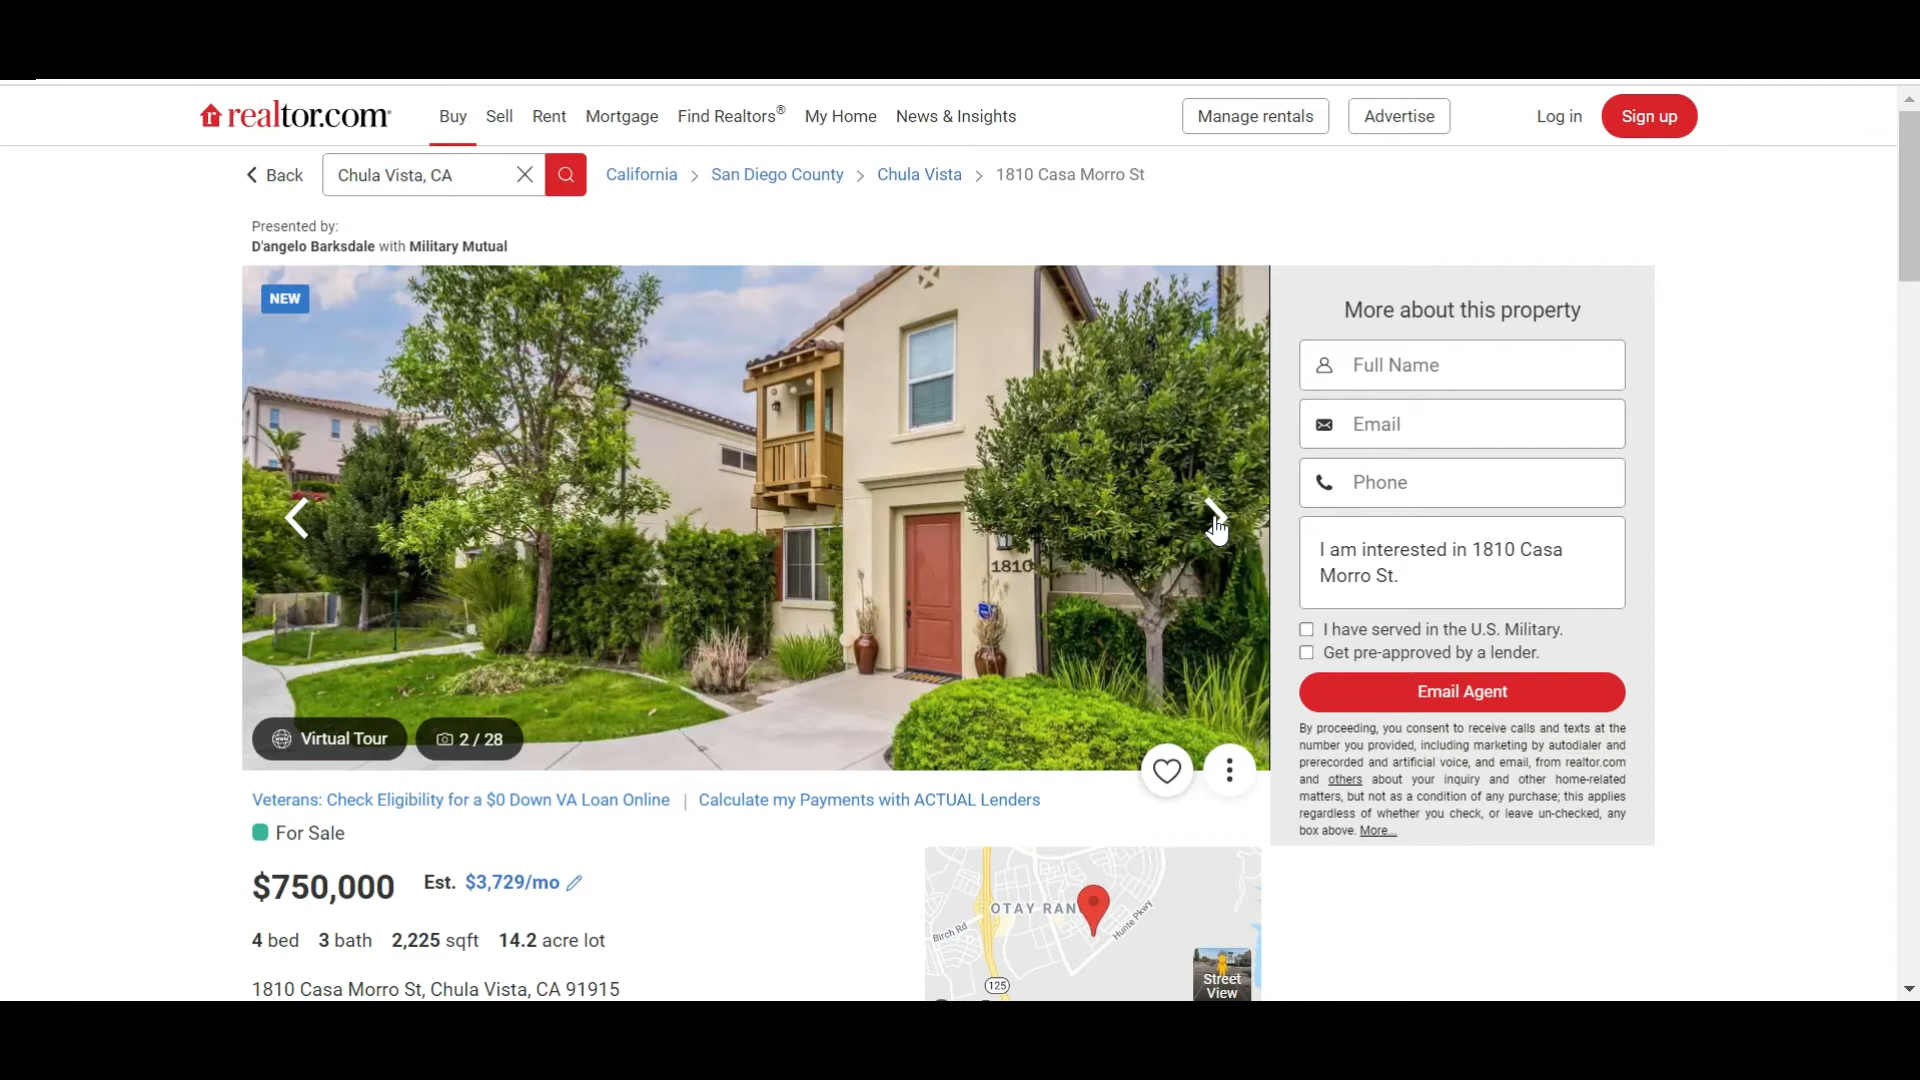 realtor.com
Buy Sell Rent Mortgage Find Realtors® My Home News & Insights Manage rentals Advertise Log in Sign up
Back Chula Vista, CA California > San Diego County > Chula Vista > 1810 Casa Morro St
Presented by:
D'angelo Barksdale with Military Mutual
NEW
1810
Virtual Tour 2 / 28
More about this property
Full Name
Email
Phone
I am interested in 1810 Casa
Morro St.
I have served in the U.S. Military.
Get pre-approved by a lender.
Email Agent
By proceeding, you consent to receive calls and texts at the
number you provided, including marketing by autodialer and
prerecorded and artificial voice, and email, from realtor.com
and others about your inquiry and other home-related
matters, but not as a condition of any purchase; this applies
regardless of whether you check, or leave un-checked, any
box above. More...
Veterans: Check Eligibility for a $0 Down VA Loan Online | Calculate my Payments with ACTUAL Lenders
For Sale
$750,000 Est. $3,729/mo
4 bed 3 bath 2,225 sqft 14.2 acre lot
1810 Casa Morro St, Chula Vista, CA 91915
OTAY RAN
Birch Rd
Hunte Pkwy
125
Street
View